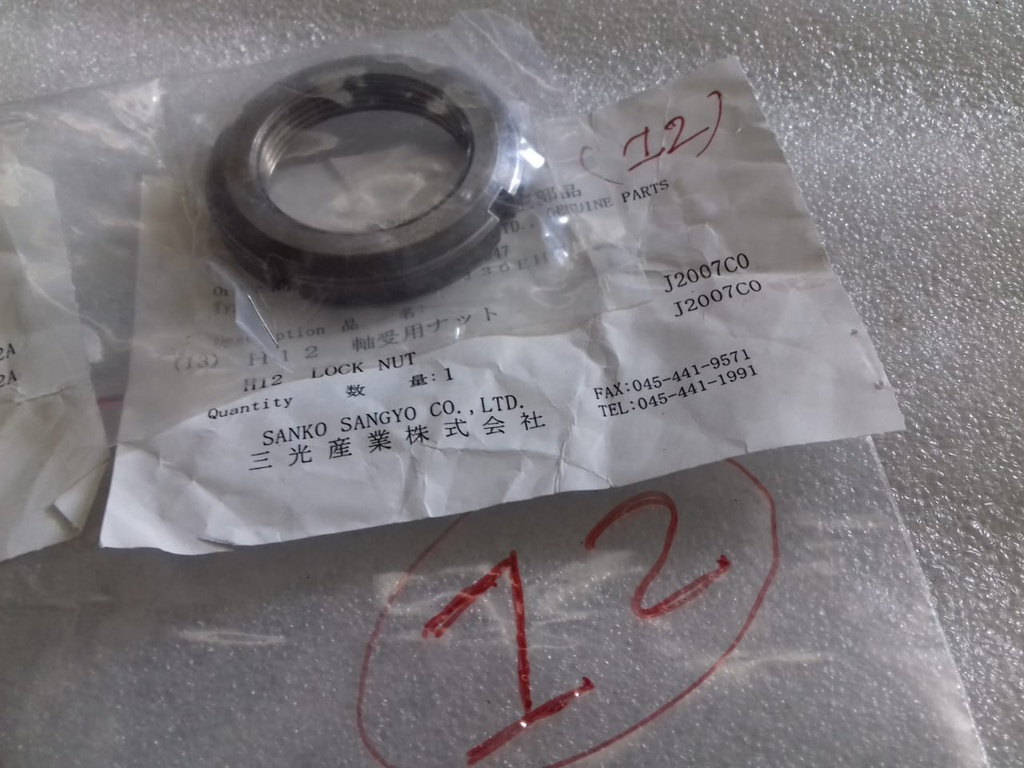 (12)
部品
GENUINE PARTS
J2007C0
J2007C0
Description 品 名:
(13) H12 軸受用ナット
H12 LOCK NUT
Quantity 数 量:1
SANKO SANGYO CO.,LTD.
三光産業株式会社
FAX:045-441-9571
TEL:045-441-1991
2A
2A
12